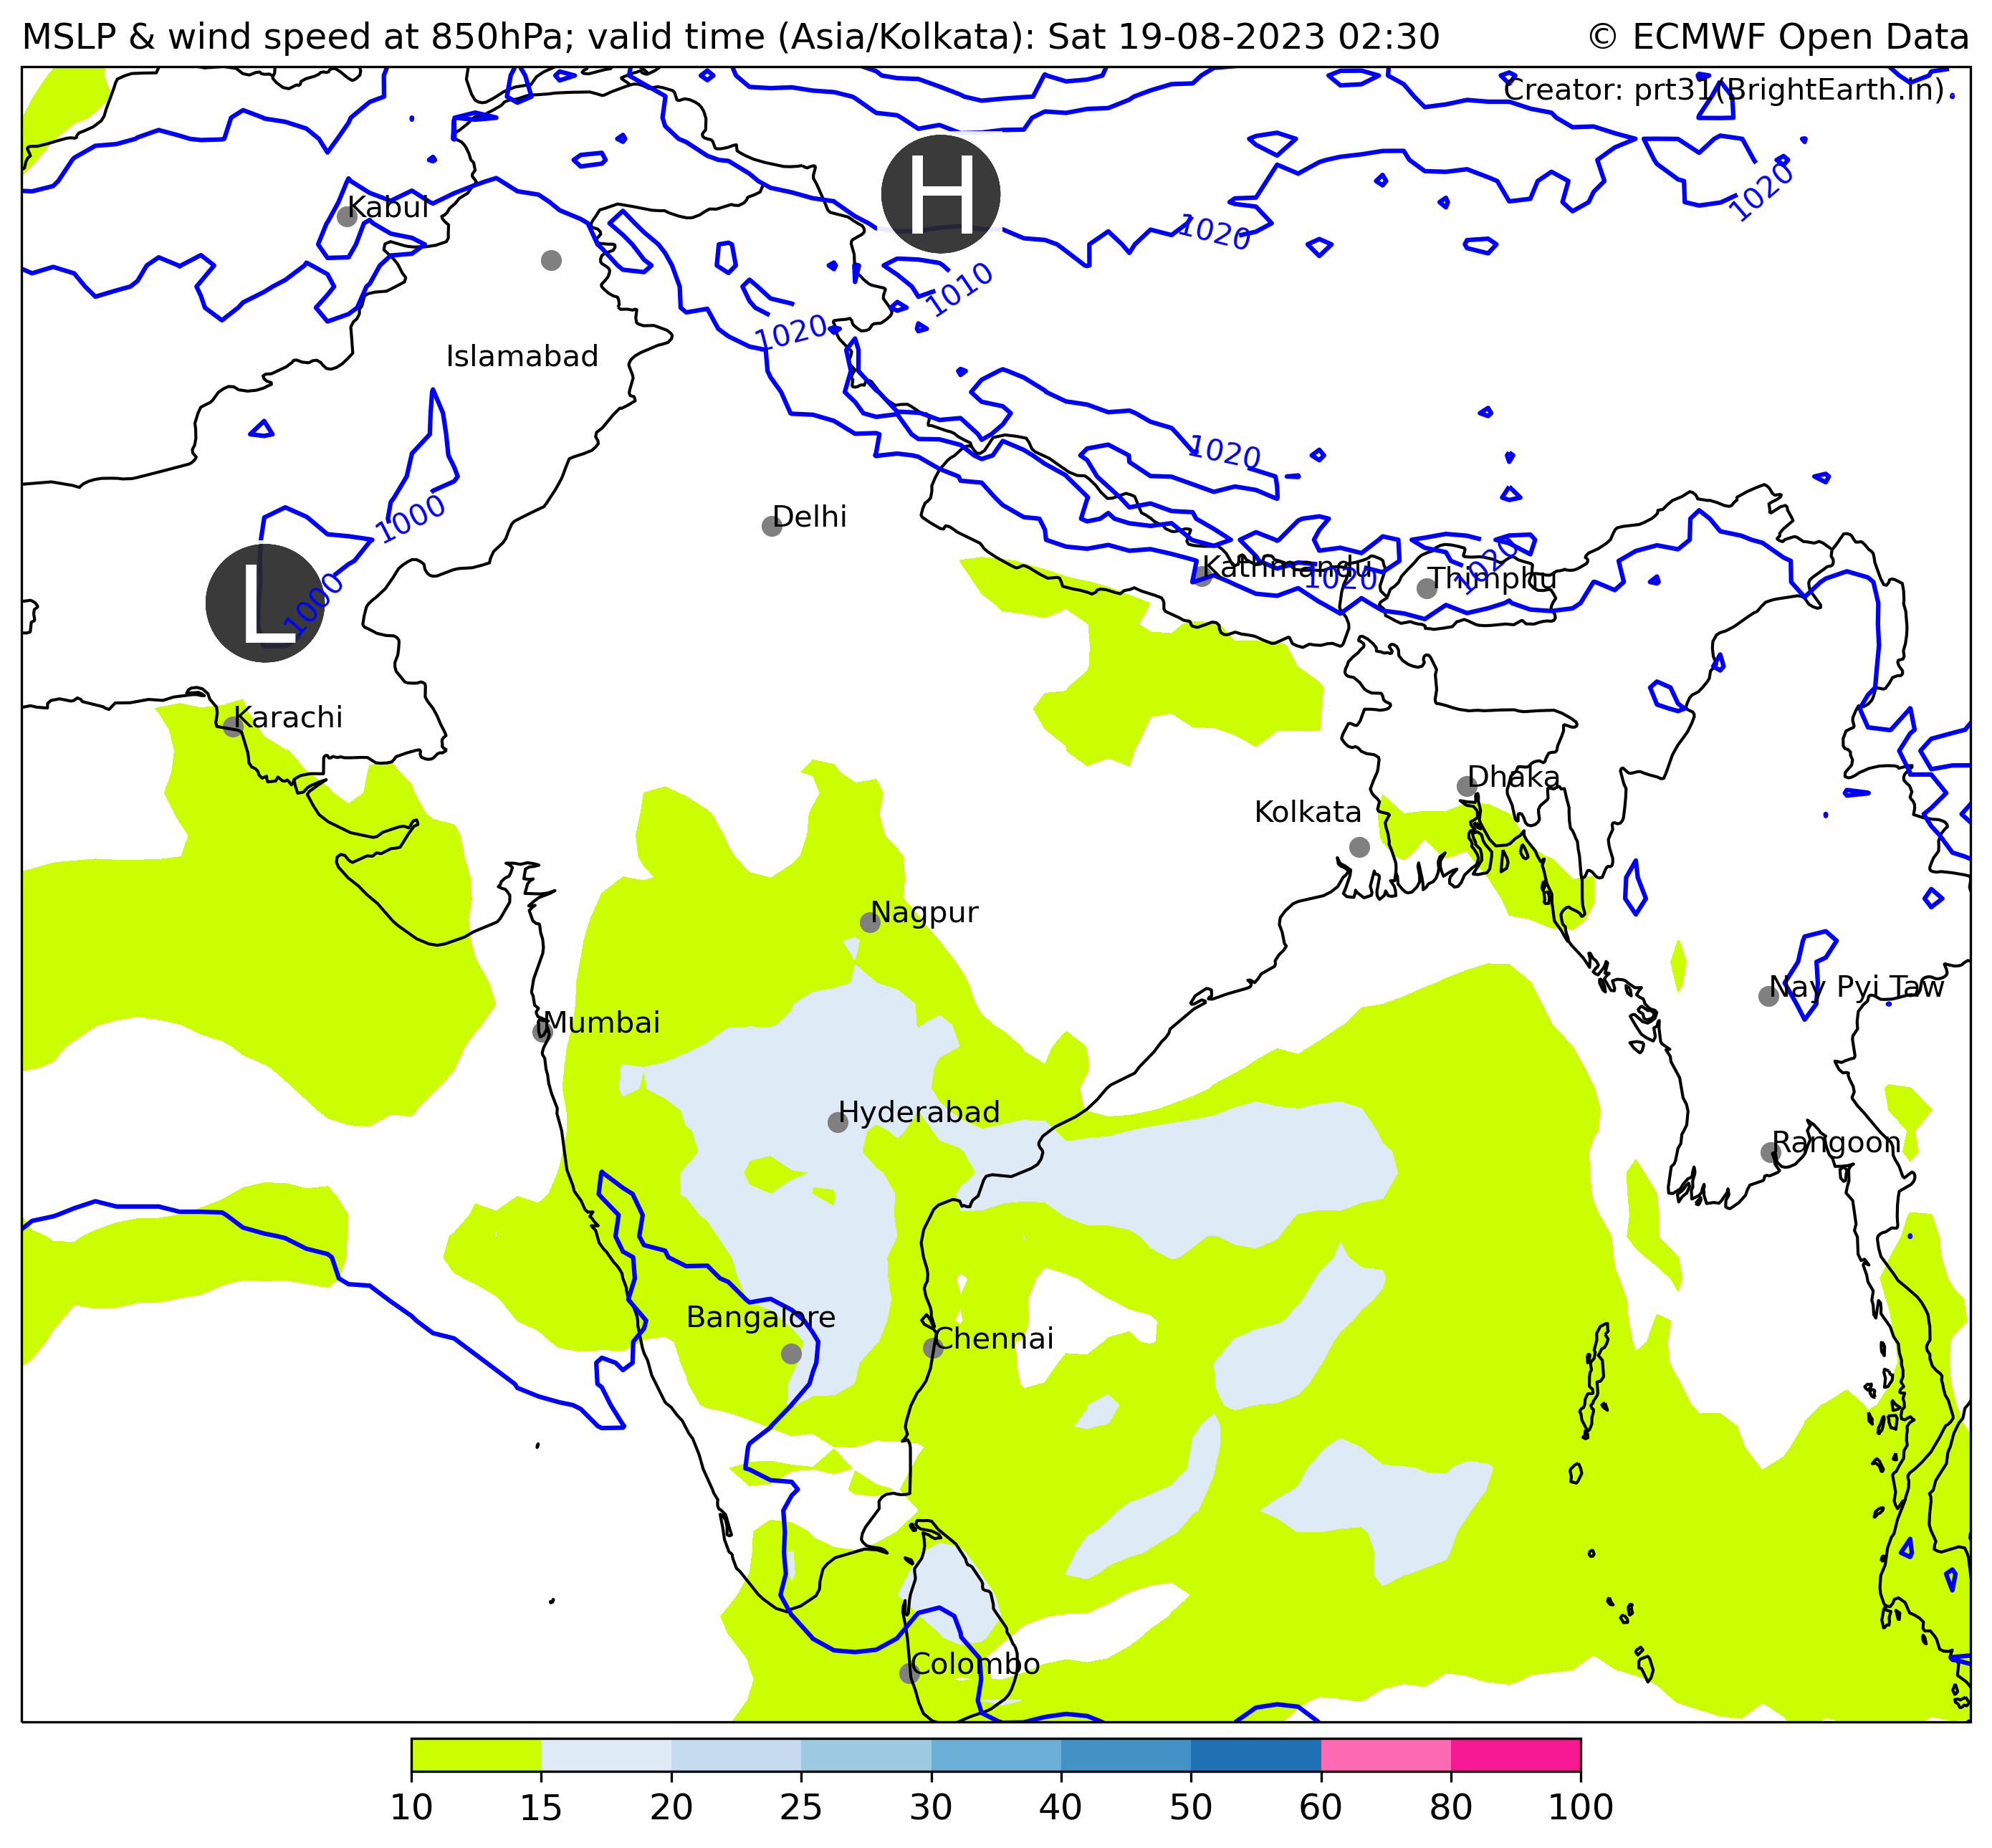 MSLP & wind speed at 850hPa; valid time (Asia/Kolkata): Sat 19-08-2023 02:30
© ECMWF Open Data
Creator: prt31(BrightEarth.in)
H
1020
Kabul
1020
1010
1020
Islamabad
1020
1000
Delhi
Kathmandu
1020
Thimphu
1020
L
1000
Karachi
Dhaka
Kolkata
Nagpur
Nay Pyi Taw
Mumbai
Hyderabad
Rangoon
Bangalore
Chennai
Colombo
10 15 20 25 30 40 50 60 80 100